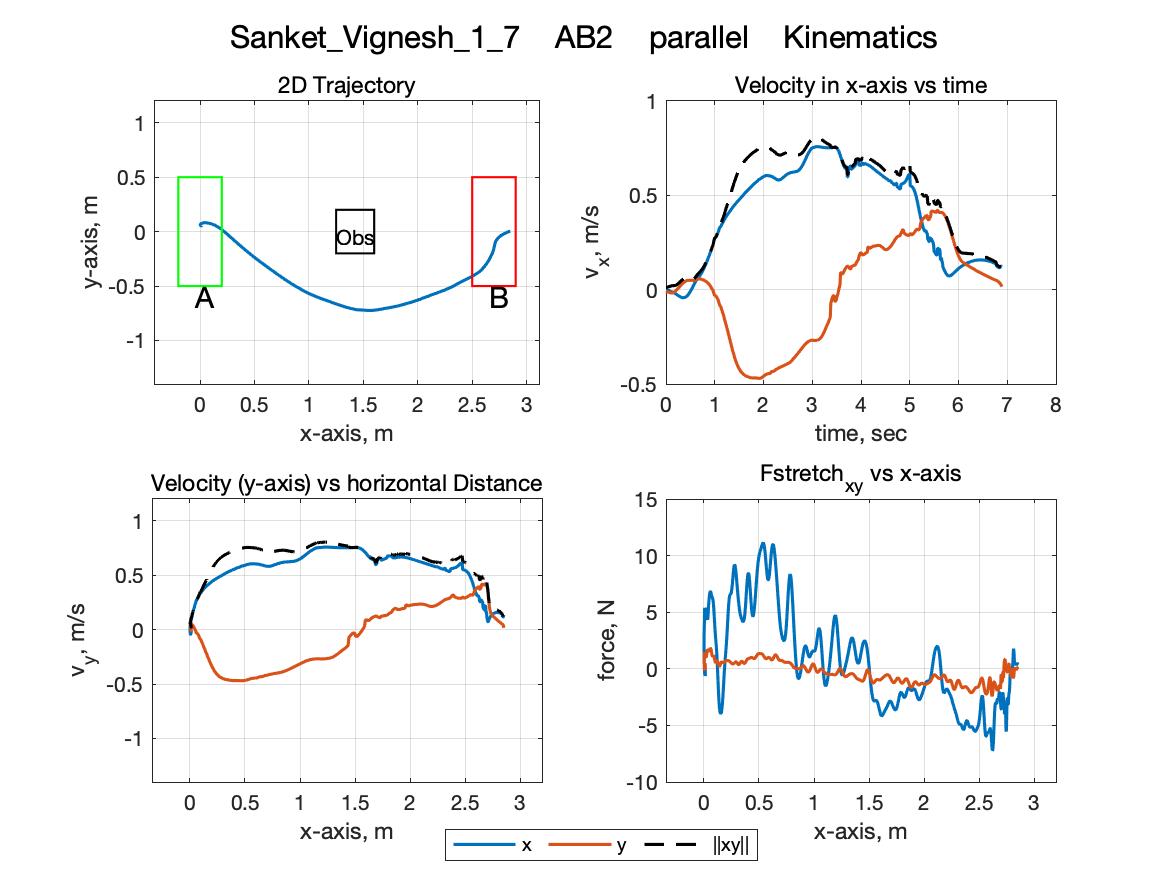 Sanket_Vignesh_1_7 AB2 parallel Kinematics
2D Trajectory
1
0.5
0
-0.5
-1
y-axis, m
Obs
A
B
0 0.5 1 1.5 2 2.5 3
x-axis, m
Velocity in x-axis vs time
1
0.5
0
-0.5
v_x, m/s
0 1 2 3 4 5 6 7 8
time, sec
Velocity (y-axis) vs horizontal Distance
1
0.5
0
-0.5
-1
v_y, m/s
0 0.5 1 1.5 2 2.5 3
x-axis, m
Fstretch_xy vs x-axis
15
10
5
0
-5
-10
force, N
0 0.5 1 1.5 2 2.5 3
x-axis, m
x y ||xy||